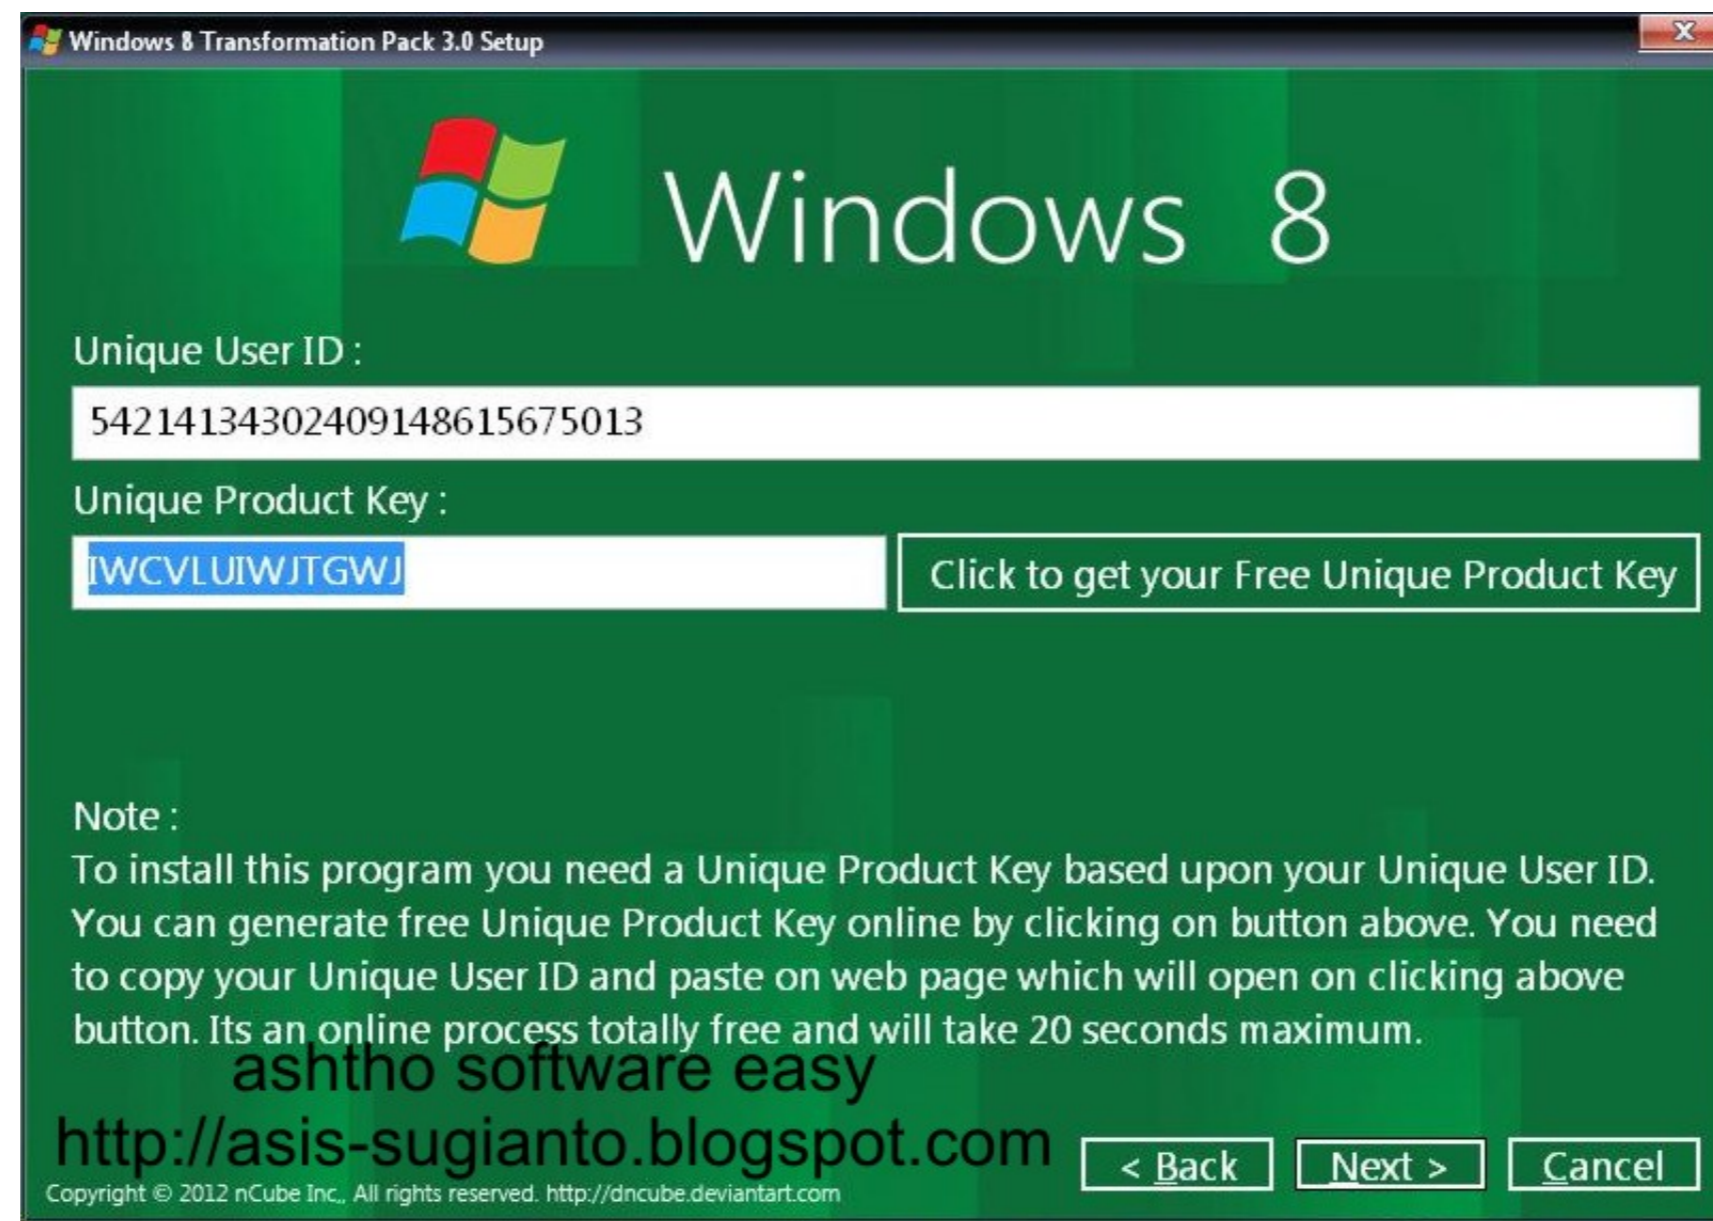 Windows 8 Transformation Pack 3.0 Setup
Windows 8
Unique User ID :
54214134302409148615675013
Unique Product Key :
IWCVLUIWJTGWJ
Click to get your Free Unique Product Key
Note :
To install this program you need a Unique Product Key based upon your Unique User ID.
You can generate free Unique Product Key online by clicking on button above. You need
to copy your Unique User ID and paste on web page which will open on clicking above
button. Its an online process totally free and will take 20 seconds maximum.
ashtho software easy
http://asis-sugianto.blogspot.com
< Back
Next >
Cancel
Copyright © 2012 nCube Inc,, All rights reserved. http://dncube.deviantart.com